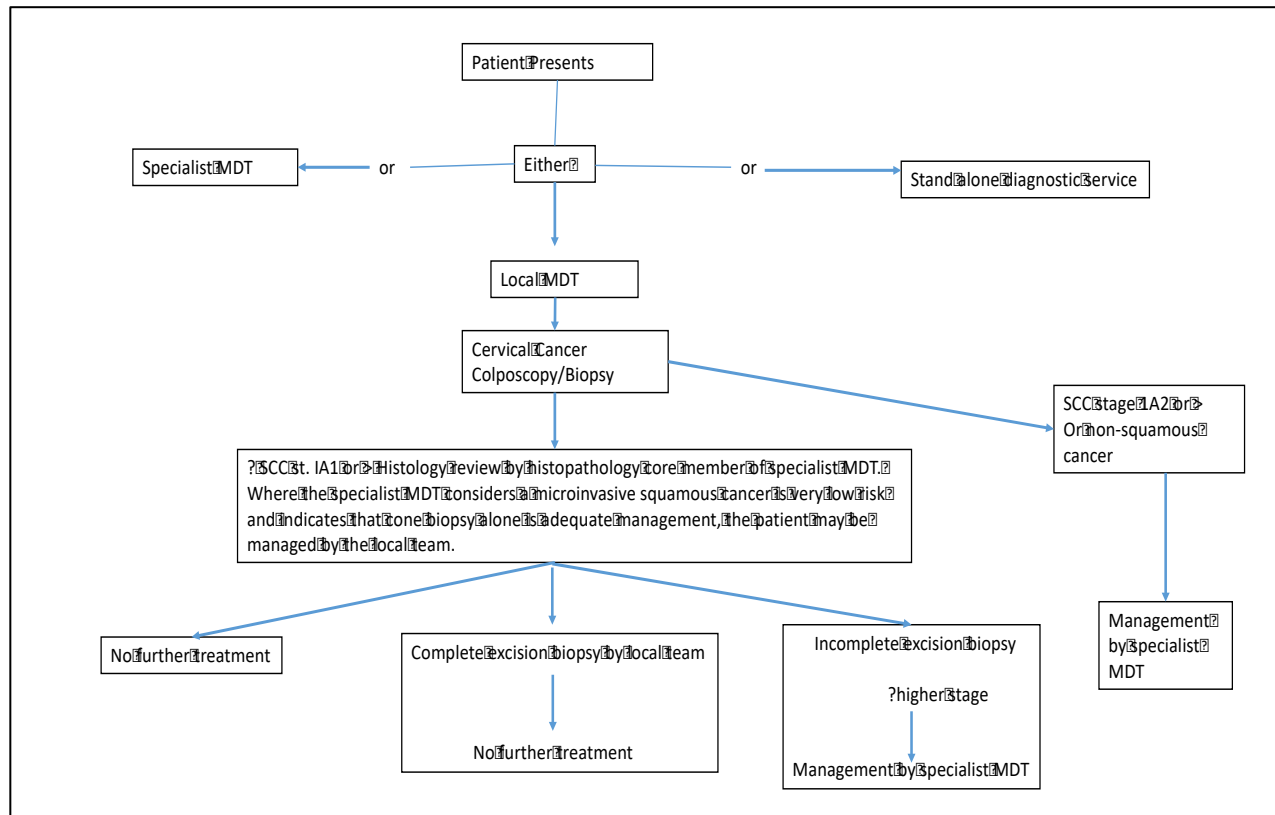 Patient Presents
Specialist MDT
or
Either
or
Stand alone diagnostic service
Local MDT
Cervical Cancer
Colposcopy/Biopsy
SCC stage 1A2 or >
Or non-squamous
cancer
? SCC st. IA1 or > Histology review by histopathology core member of specialist MDT.
Where the specialist MDT considers a microinvasive squamous cancer is very low risk
and indicates that cone biopsy alone is adequate management, the patient may be
managed by the local team.
No further treatment
Complete excision biopsy by local team
No further treatment
Incomplete excision biopsy
?higher stage
Management by specialist MDT
Management
by specialist
MDT